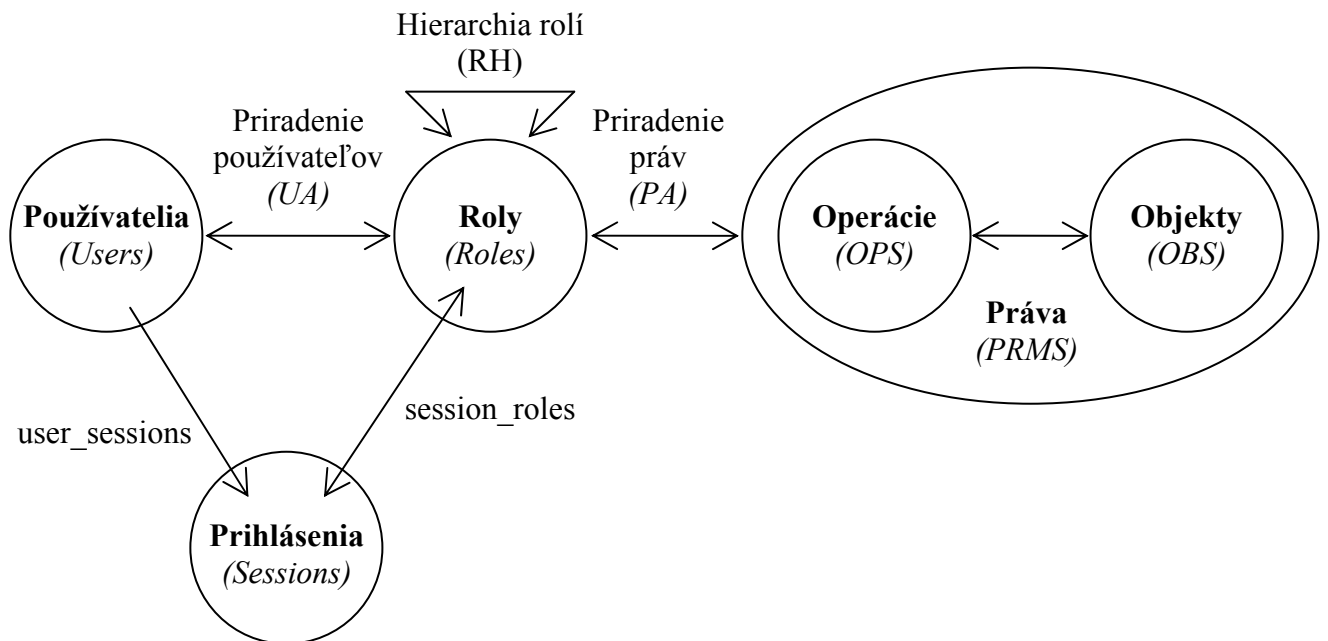 Hierarchia rolí
(RH)
Priradenie
používateľov
(UA)
Priradenie
práv
(PA)
Používatelia
(Users)
Roly
(Roles)
Operácie
(OPS)
Objekty
(OBS)
Práva
(PRMS)
user_sessions
session_roles
Prihlásenia
(Sessions)